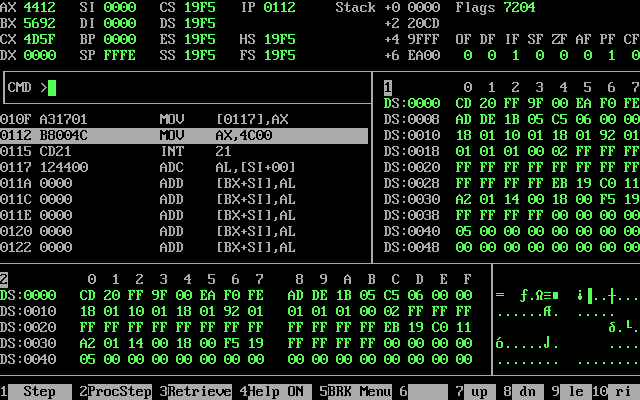 AX 4412 SI 0000 CS 19F5 IP 0112 Stack +0 0000 Flags 7204
BX 5692 DI 0000 DS 19F5 +2 20CD
CX 4D5F BP 0000 ES 19F5 HS 19F5 +4 9FFF OF DF IF SF ZF AF PF CF
DX 0000 SP FFFE SS 19F5 FS 19F5 +6 EA00 0 0 1 0 0 0 1 0
CMD >
1 0 1 2 3 4 5 6 7
DS:0000 CD 20 FF 9F 00 EA F0 FE
DS:0008 AD DE 1B 05 C5 06 00 00
DS:0010 18 01 10 01 18 01 92 01
DS:0018 01 01 01 00 02 FF FF FF
DS:0020 FF FF FF FF FF FF FF FF
DS:0028 FF FF FF FF EB 19 C0 11
DS:0030 A2 01 14 00 18 00 F5 19
DS:0038 FF FF FF FF 00 00 00 00
DS:0040 05 00 00 00 00 00 00 00
DS:0048 00 00 00 00 00 00 00 00
010F A31701 MOV [0117],AX
0112 B8004C MOV AX,4C00
0115 CD21 INT 21
0117 124400 ADC AL,[SI+00]
011A 0000 ADD [BX+SI],AL
011C 0000 ADD [BX+SI],AL
011E 0000 ADD [BX+SI],AL
0120 0000 ADD [BX+SI],AL
0122 0000 ADD [BX+SI],AL
2 0 1 2 3 4 5 6 7 8 9 A B C D E F
DS:0000 CD 20 FF 9F 00 EA F0 FE AD DE 1B 05 C5 06 00 00 = ƒ.Ω≡■ ¡▐..┼...
DS:0010 18 01 10 01 18 01 92 01 01 01 01 00 02 FF FF FF ......Æ. .....
DS:0020 FF FF FF FF FF FF FF FF FF FF FF FF EB 19 C0 11 δ.└.
DS:0030 A2 01 14 00 18 00 F5 19 FF FF FF FF 00 00 00 00 ó.....⌡. ....
DS:0040 05 00 00 00 00 00 00 00 00 00 00 00 00 00 00 00 ........ ........
1 Step 2 ProcStep 3 Retrieve 4 Help ON 5 BRK Menu 6 7 up 8 dn 9 le 10 ri